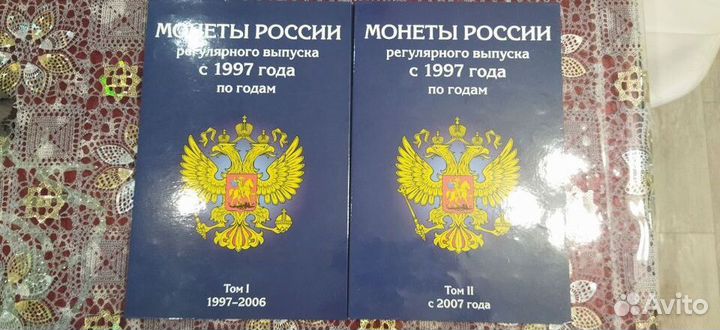 МОНЕТЫ РОССИИ
регулярного выпуска
с 1997 года
по годам
Том I
1997–2006
МОНЕТЫ РОССИИ
регулярного выпуска
с 1997 года
по годам
Том II
с 2007 года
Avito